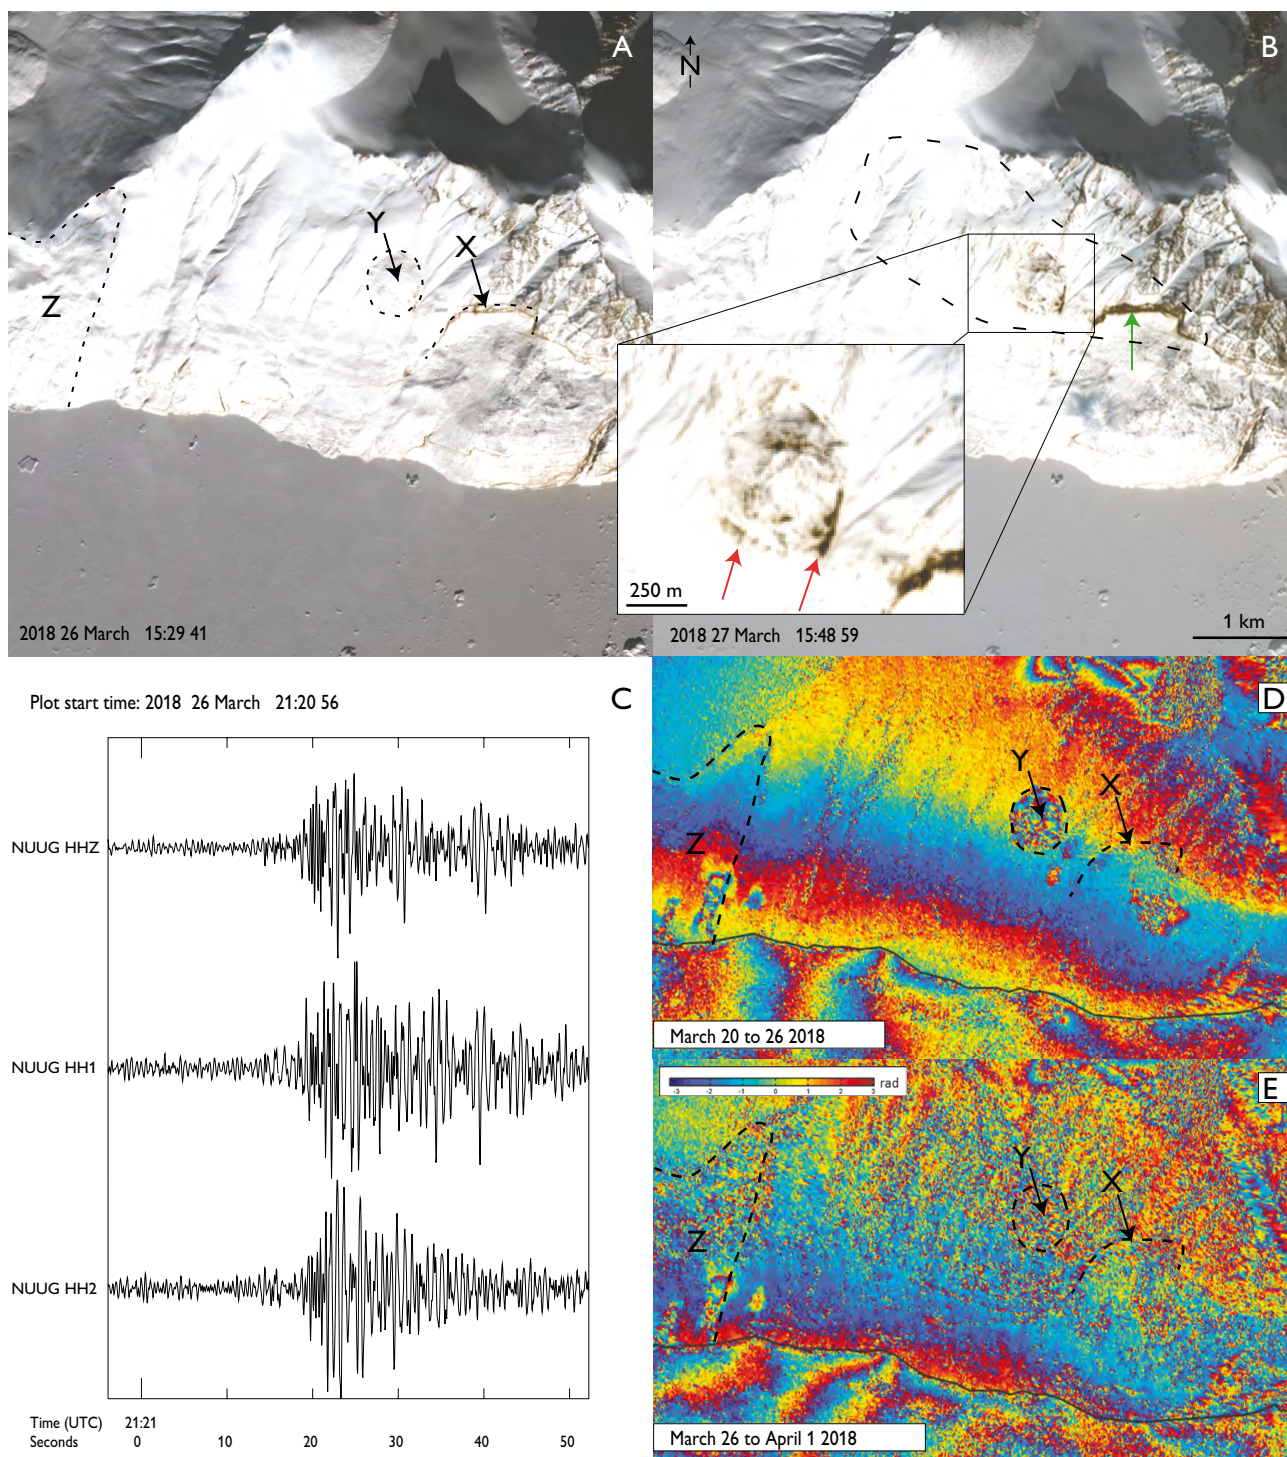 A
Y
X
Z
2018 26 March 15:29 41
N
B
250 m
2018 27 March 15:48 59
1 km
Plot start time: 2018 26 March 21:20 56
C
NUUG HHZ
NUUG HH1
NUUG HH2
Time (UTC) 21:21
Seconds 0 10 20 30 40 50
D
Y
X
Z
March 20 to 26 2018
-3 -2 -1 0 1 2 3 rad
E
Y
X
Z
March 26 to April 1 2018